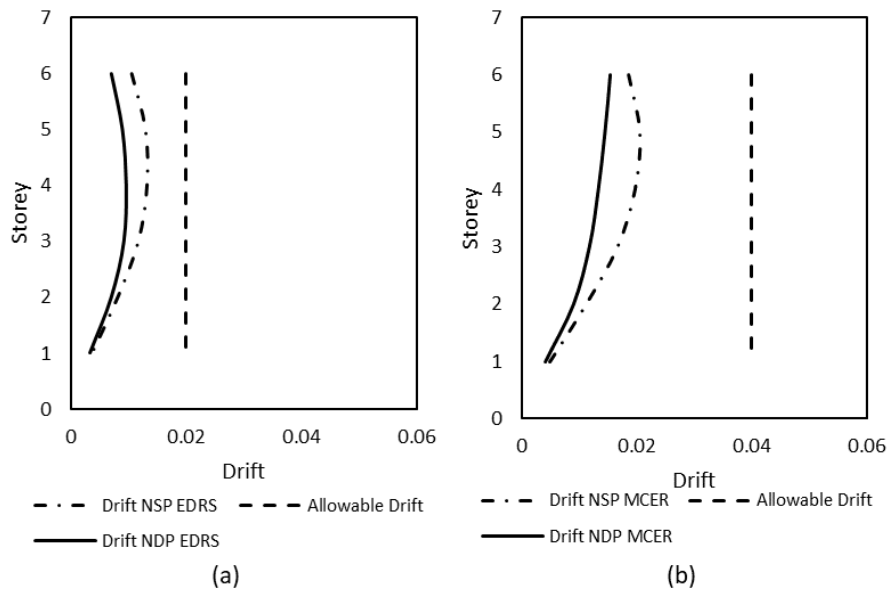 7
6
5
4
3
2
1
0
Storey
0 0.02 0.04 0.06
Drift
Drift NSP EDRS Allowable Drift
Drift NDP EDRS
(a)
7
6
5
4
3
2
1
0
Storey
0 0.02 0.04 0.06
Drift
Drift NSP MCER Allowable Drift
Drift NDP MCER
(b)